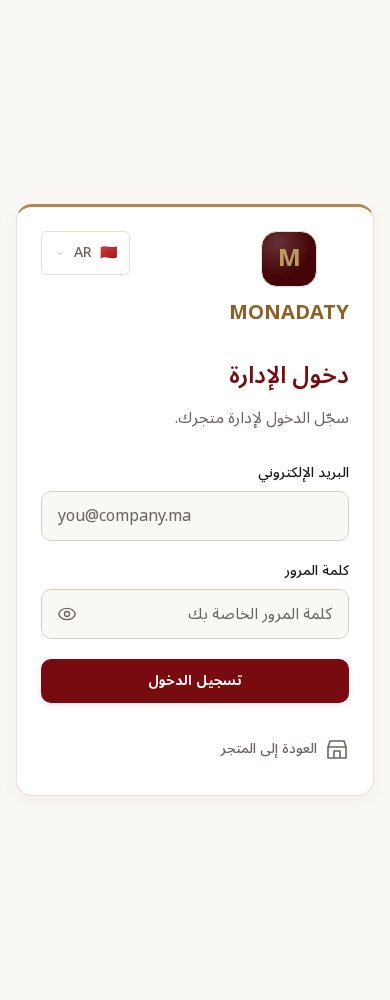 M
AR
MONADATY
دخول الإدارة
سجّل الدخول لإدارة متجرك.
البريد الإلكتروني
you@company.ma
كلمة المرور
كلمة المرور الخاصة بك
تسجيل الدخول
العودة إلى المتجر